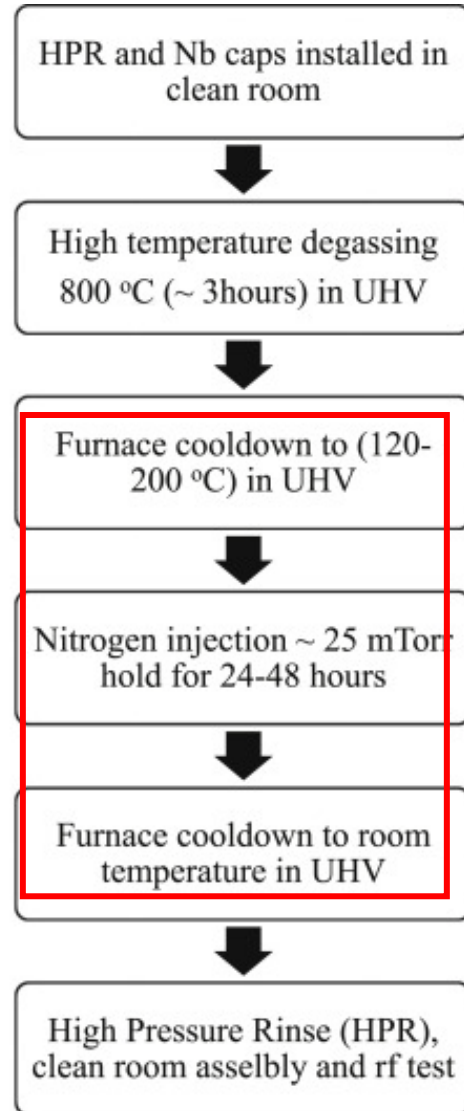 HPR and Nb caps installed in
clean room
High temperature degassing
800 ºC (~ 3hours) in UHV
Furnace cooldown to (120-
200 ºC) in UHV
Nitrogen injection ~ 25 mTorr
hold for 24-48 hours
Furnace cooldown to room
temperature in UHV
High Pressure Rinse (HPR),
clean room asselbly and rf test